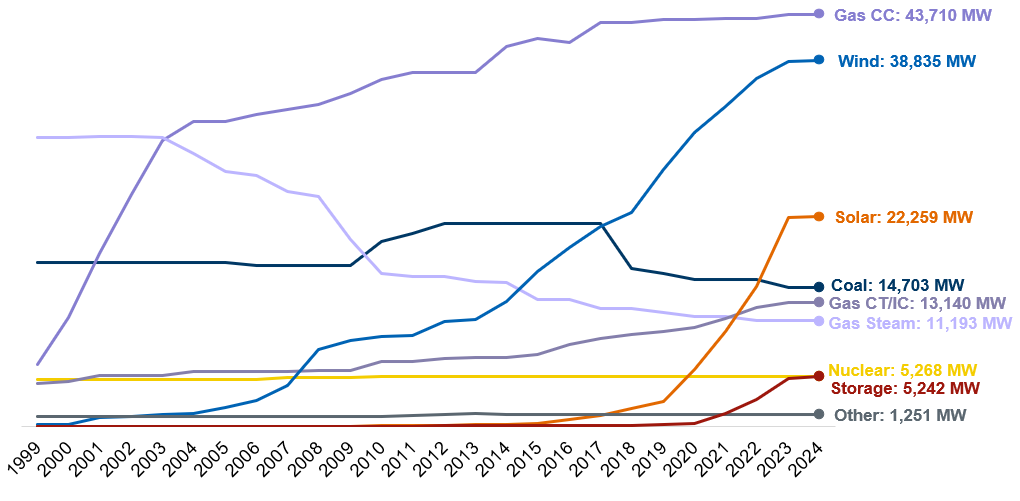 Gas CC: 43,710 MW
Wind: 38,835 MW
Solar: 22,259 MW
Coal: 14,703 MW
Gas CT/IC: 13,140 MW
Gas Steam: 11,193 MW
Nuclear: 5,268 MW
Storage: 5,242 MW
Other: 1,251 MW
1999
2000
2001
2002
2003
2004
2005
2006
2007
2008
2009
2010
2011
2012
2013
2014
2015
2016
2017
2018
2019
2020
2021
2022
2023
2024